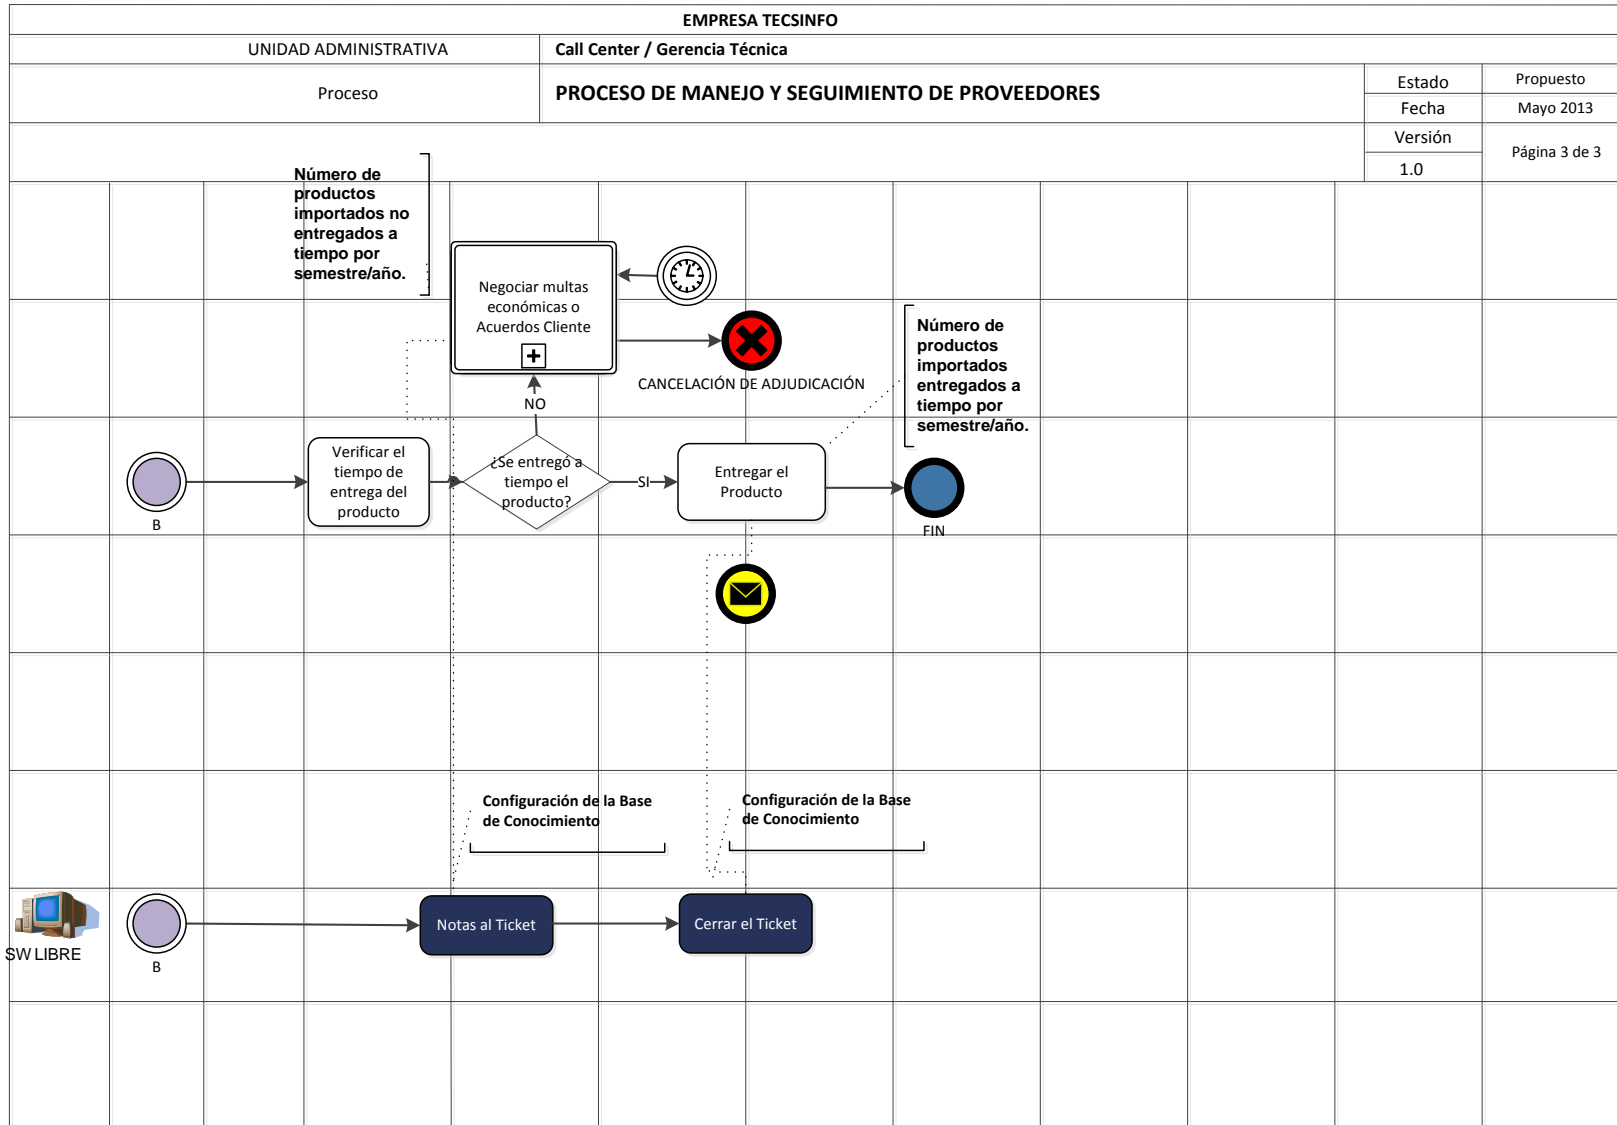 EMPRESA TECSINFO
UNIDAD ADMINISTRATIVA
Call Center / Gerencia Técnica
Proceso
PROCESO DE MANEJO Y SEGUIMIENTO DE PROVEEDORES
Estado
Propuesto
Fecha
Mayo 2013
Versión
1.0
Página 3 de 3
Número de
productos
importados no
entregados a
tiempo por
semestre/año.
Negociar multas
económicas o
Acuerdos Cliente
CANCELACIÓN DE ADJUDICACIÓN
Número de
productos
importados
entregados a
tiempo por
semestre/año.
NO
B
Verificar el
tiempo de
entrega del
producto
¿Se entregó a
tiempo el
producto?
SI
Entregar el
Producto
FIN
Configuración de la Base
de Conocimiento
Configuración de la Base
de Conocimiento
SW LIBRE
B
Notas al Ticket
Cerrar el Ticket